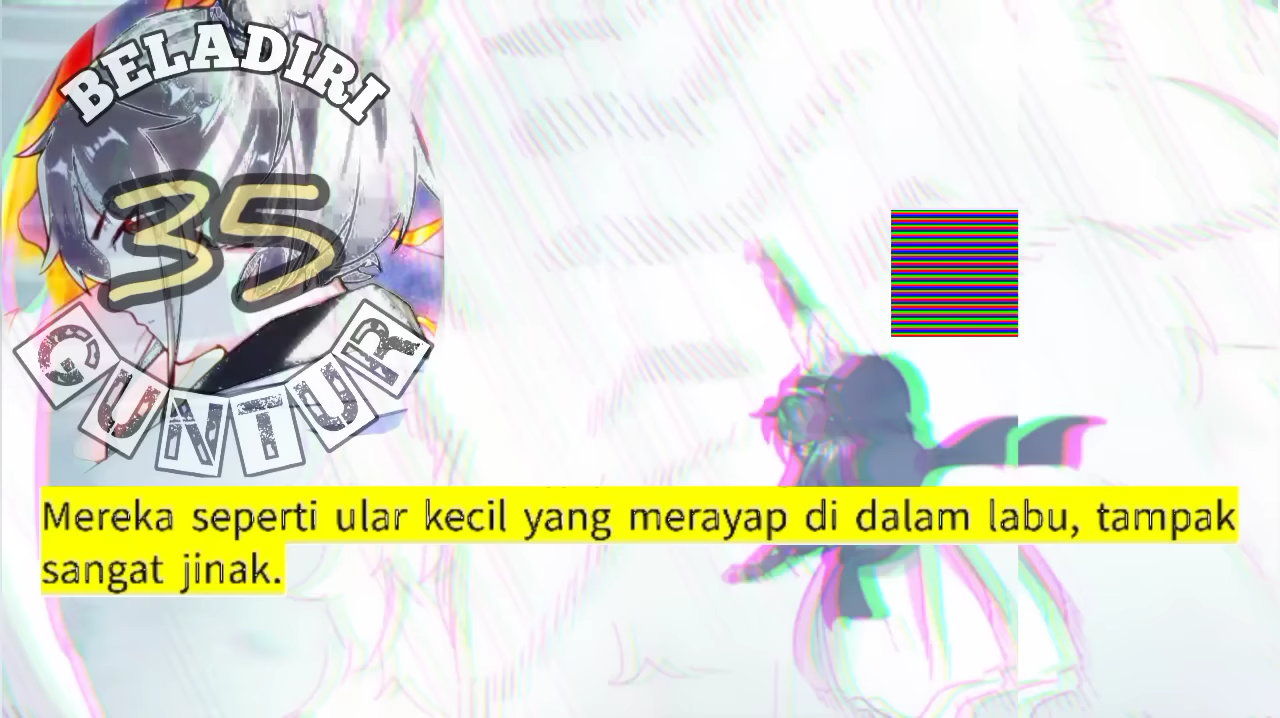 BELADIRI
35
GUNTUR
Mereka seperti ular kecil yang merayap di dalam labu, tampak
sangat jinak.